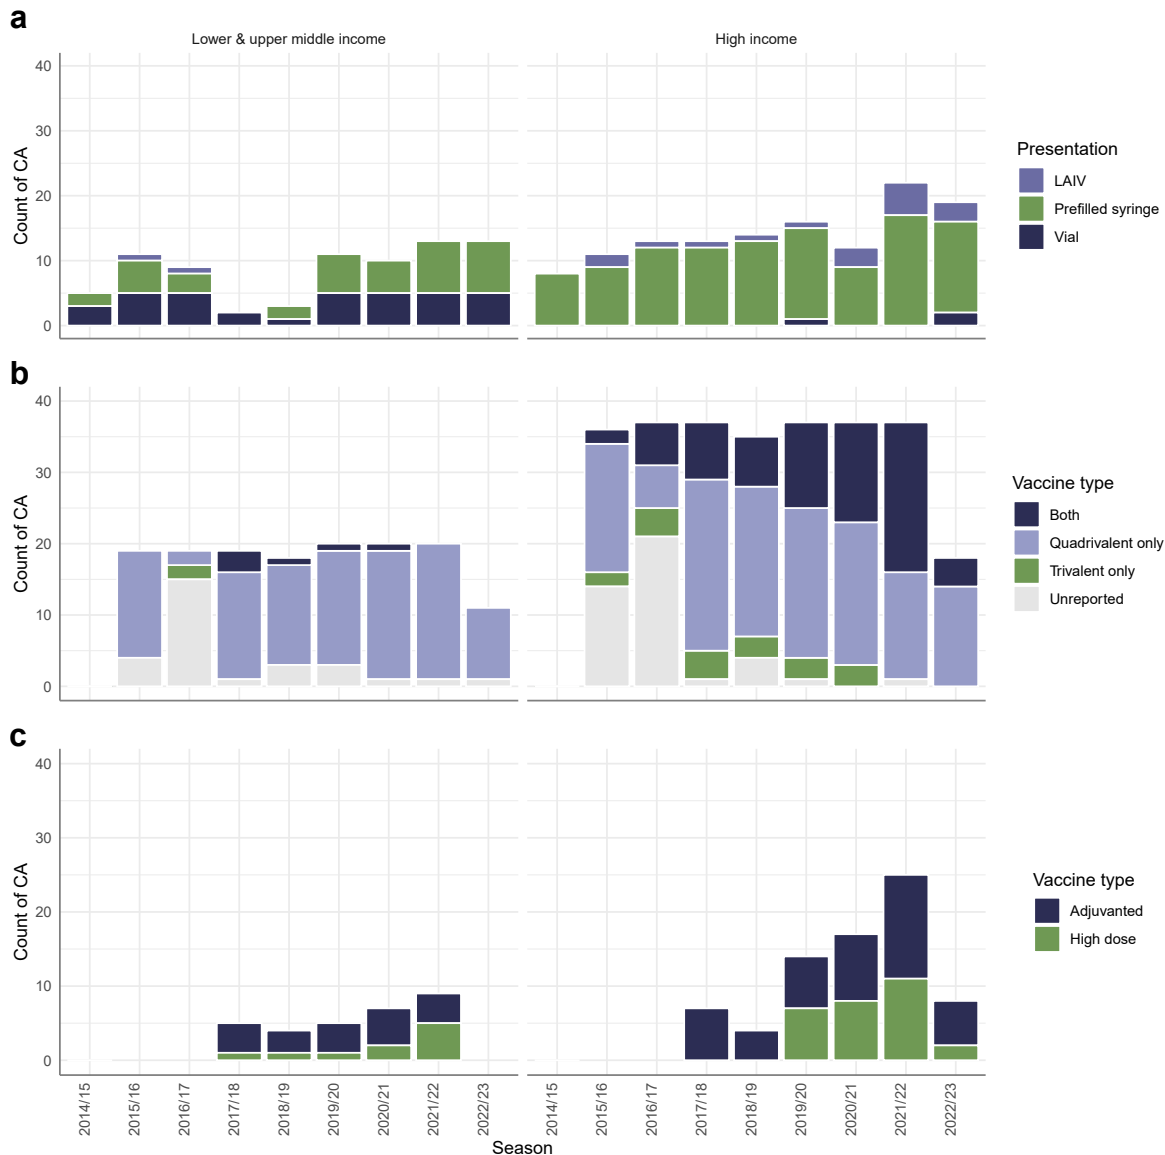 a
Lower & upper middle income
High income
40
30
20
10
0
Count of CA
Presentation
LAIV
Prefilled syringe
Vial
b
40
30
20
10
0
Count of CA
Vaccine type
Both
Quadrivalent only
Trivalent only
Unreported
c
40
30
20
10
0
Count of CA
Vaccine type
Adjuvanted
High dose
2014/15
2015/16
2016/17
2017/18
2018/19
2019/20
2020/21
2021/22
2022/23
2014/15
2015/16
2016/17
2017/18
2018/19
2019/20
2020/21
2021/22
2022/23
Season